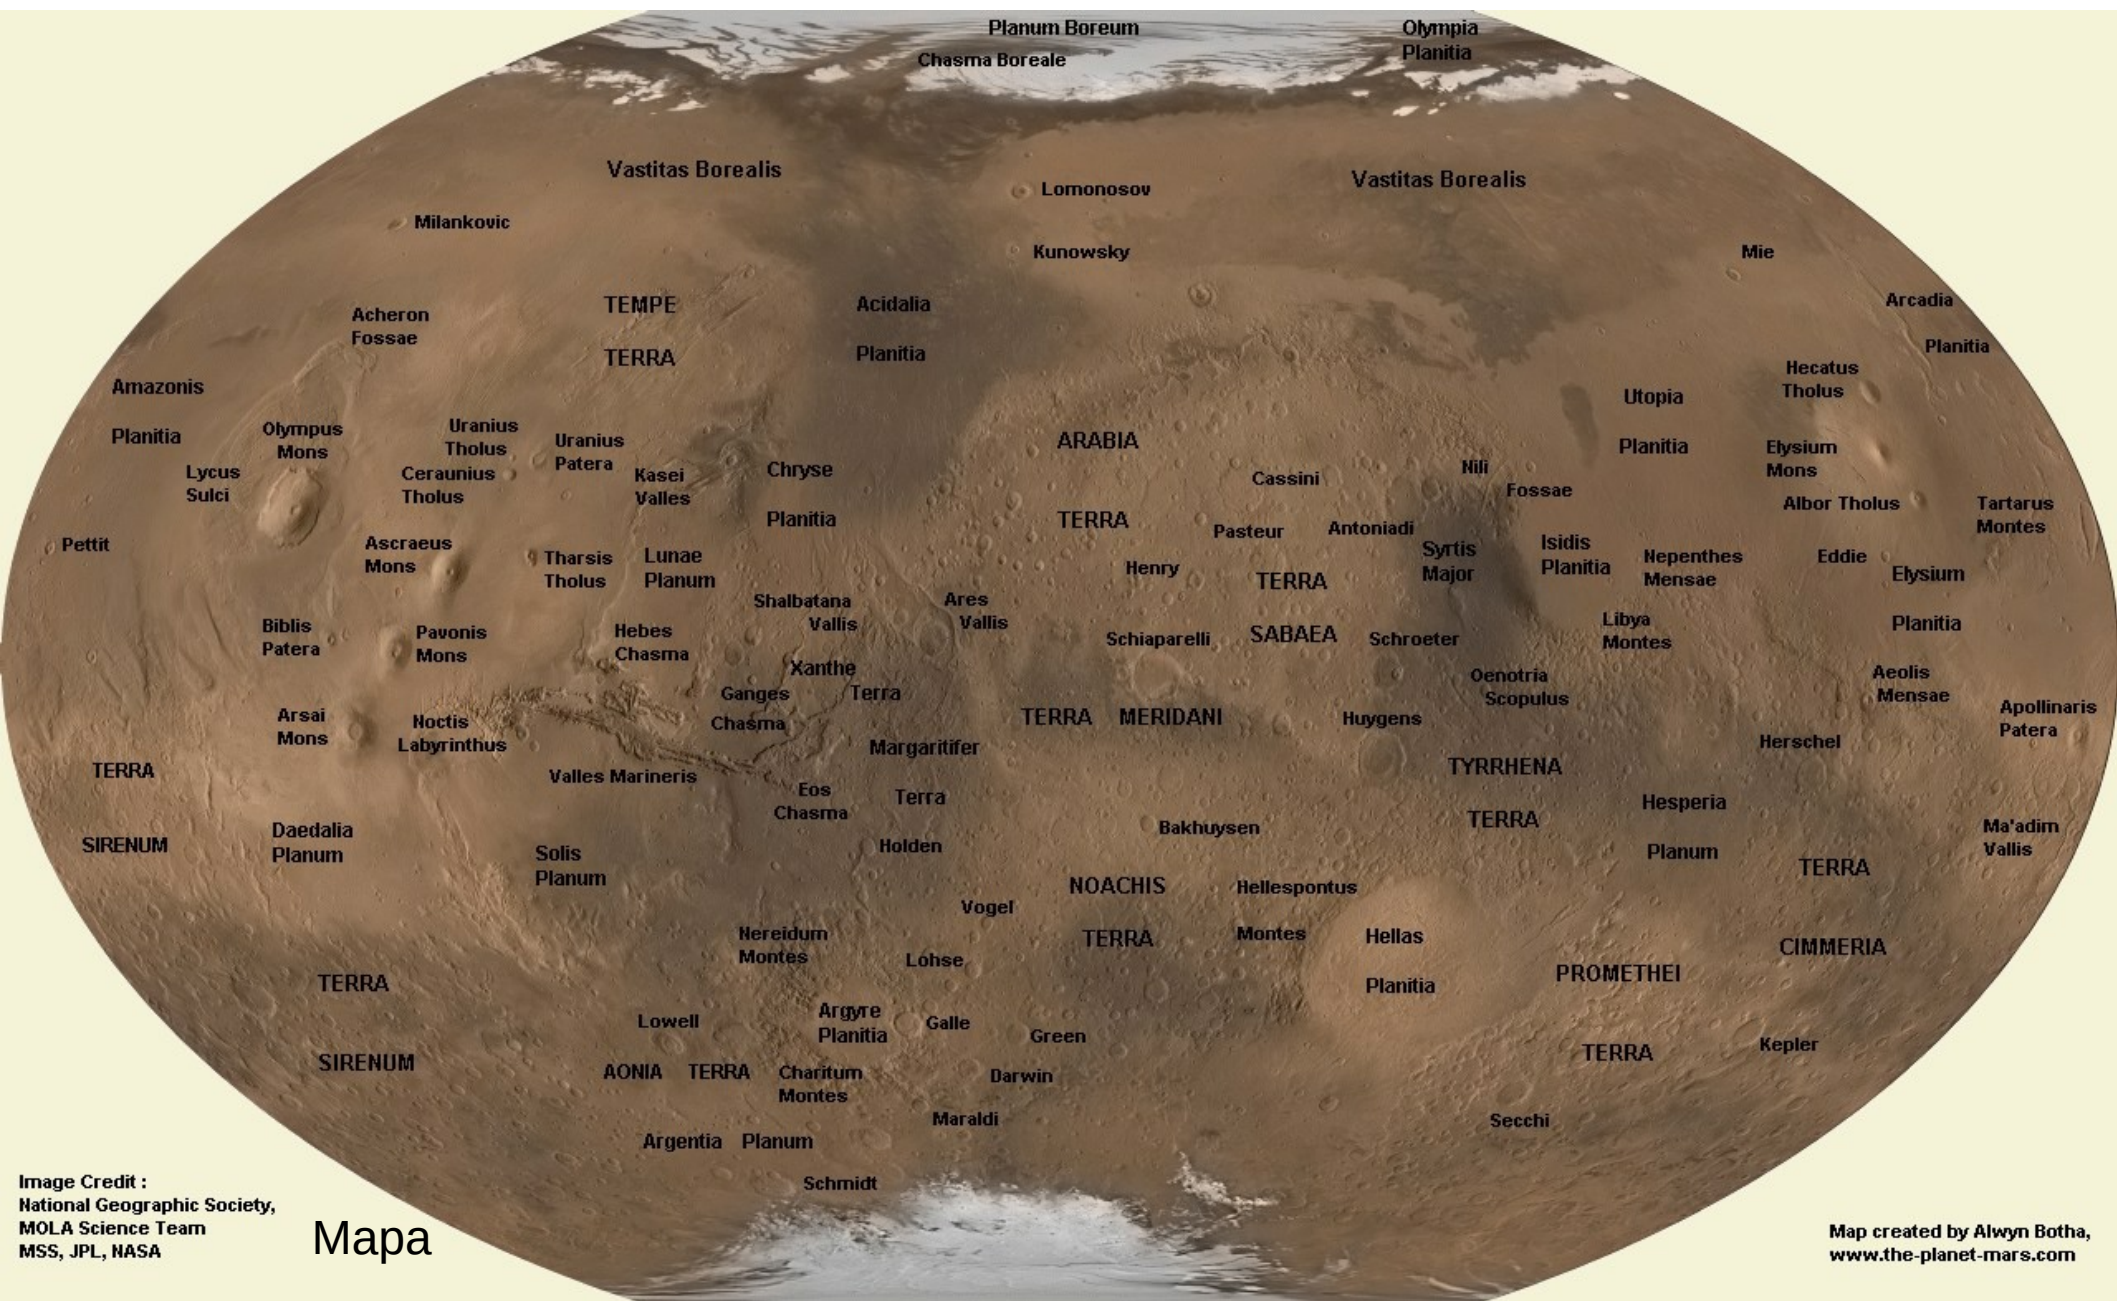 Planum Boreum
Olympia
Planitia
Chasma Boreale
Vastitas Borealis
Vastitas Borealis
Lomonosov
Milankovic
Kunowsky
Mie
Acheron
Fossae
TEMPE
TERRA
Acidalia
Planitia
Arcadia
Planitia
Amazonis
Planitia
Hecatus
Tholus
Utopia
Planitia
Olympus
Mons
Uranius
Tholus
Uranius
Patera
Lycus
Sulci
Ceraunius
Tholus
Kasei
Valles
Chryse
Planitia
ARABIA
TERRA
Cassini
Nili
Fossae
Elysium
Mons
Albor Tholus
Tartarus
Montes
Pettit
Ascraeus
Mons
Tharsis
Tholus
Lunae
Planum
Henry
Pasteur
Antoniadi
Syrtis
Major
Isidis
Planitia
Nepenthes
Mensae
Eddie
Elysium
Planitia
TERRA
SABAEA
Shalbatana
Vallis
Ares
Vallis
Biblis
Patera
Pavonis
Mons
Hebes
Chasma
Schiaparelli
Schroeter
Libya
Montes
Xanthe
Terra
Ganges
Chasma
Oenotria
Scopulus
Aeolis
Mensae
Apollinaris
Patera
Arsai
Mons
Noctis
Labyrinthus
TERRA MERIDANI
Huygens
Herschel
Margaritifer
Terra
TERRA
SIRENUM
Valles Marineris
Eos
Chasma
TYRRHENA
TERRA
Hesperia
Planum
Daedalia
Planum
Solis
Planum
Holden
Bakhuysen
Ma'adim
Vallis
TERRA
CIMMERIA
NOACHIS
TERRA
Hellespontus
Montes
Vogel
Nereidum
Montes
Lohse
Hellas
Planitia
PROMETHEI
TERRA
TERRA
SIRENUM
Lowell
Argyre
Planitia
Galle
Green
Kepler
AONIA TERRA
Charitum
Montes
Darwin
Maraldi
Secchi
Argentia Planum
Schmidt
Image Credit :
National Geographic Society,
MOLA Science Team
MSS, JPL, NASA
Mapa
Map created by Alwyn Botha,
www.the-planet-mars.com